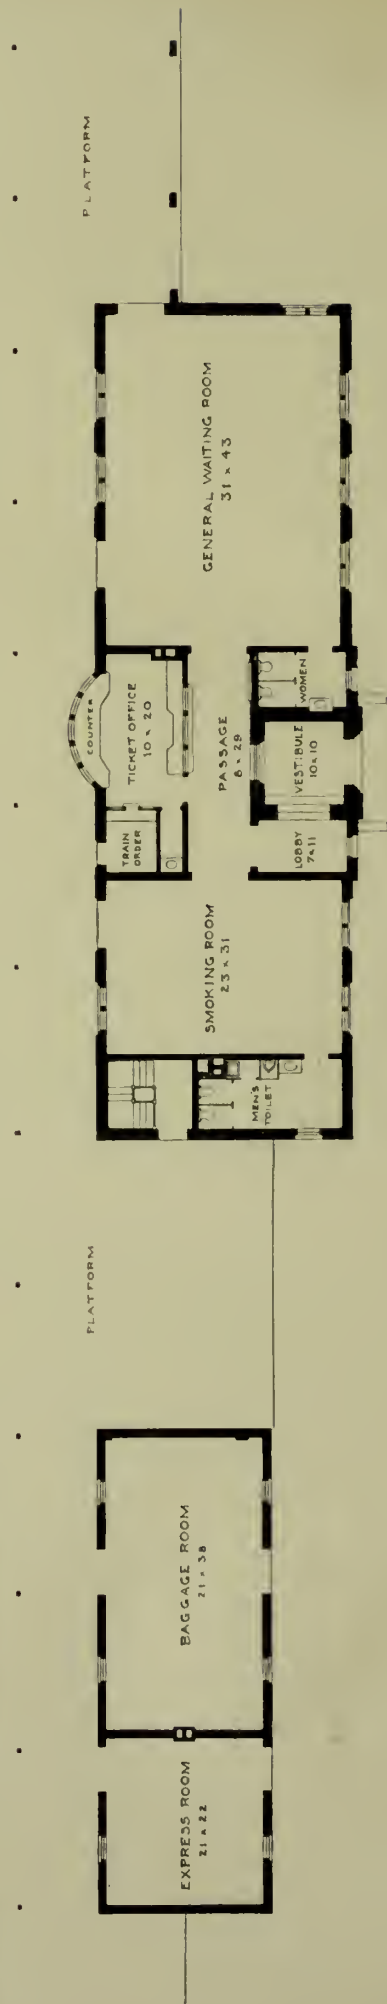 PLATFORM
GENERAL WAITING ROOM
31 × 43
COUNTER
TICKET OFFICE
10 × 20
PASSAGE
8 × 29
WOMEN
VESTIBULE
10 × 10
TRAIN
ORDER
LOBBY
7 × 11
SMOKING ROOM
23 × 31
MEN'S
TOILET
PLATFORM
BAGGAGE ROOM
21 × 38
EXPRESS ROOM
21 × 22